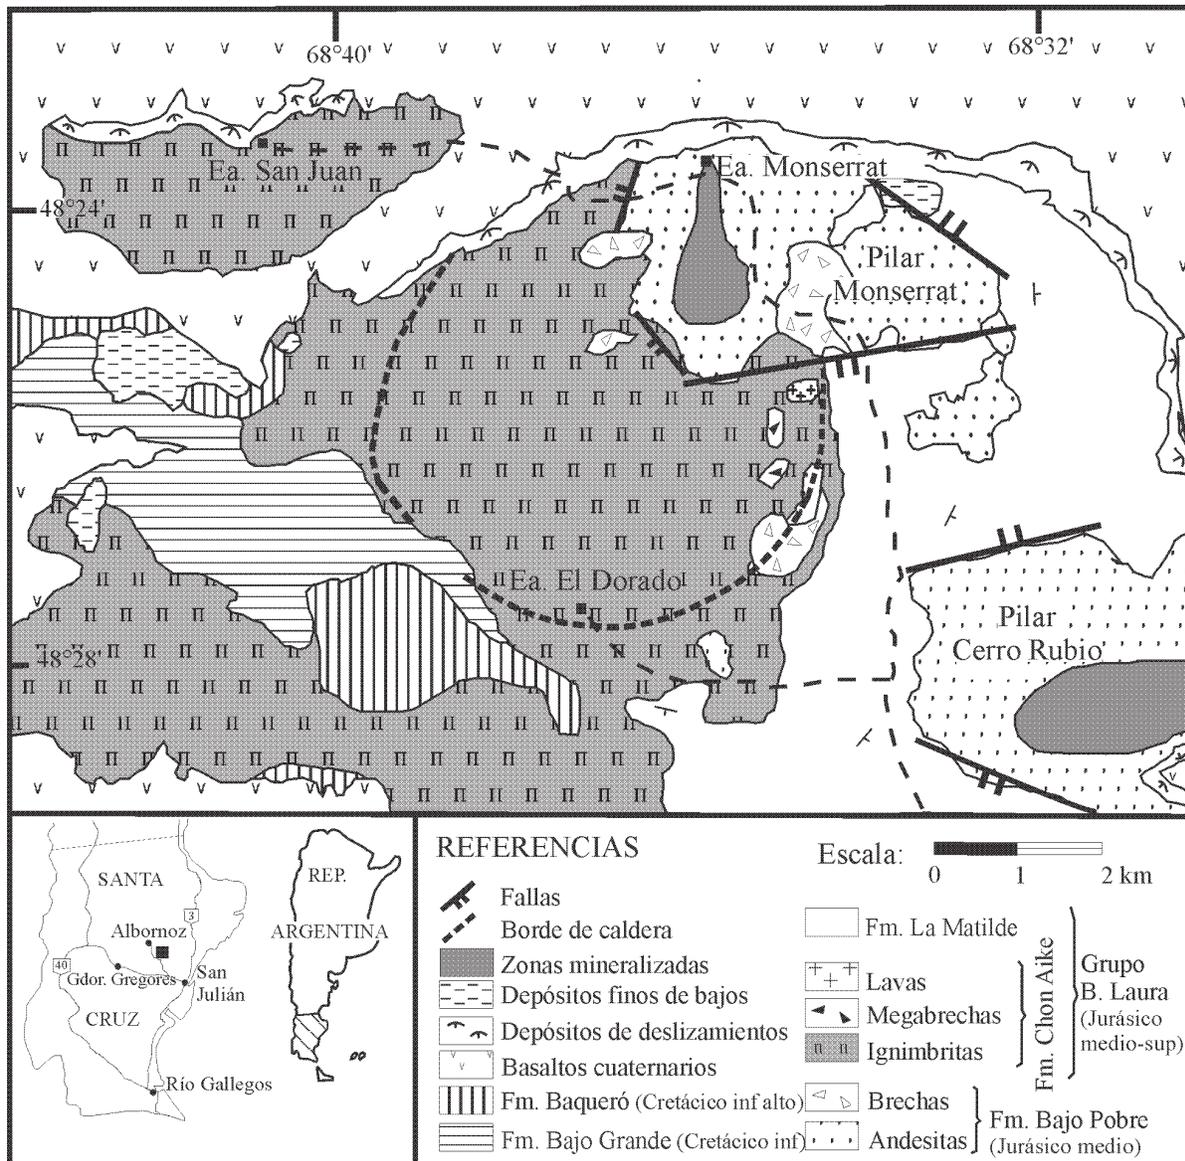 68°40'
68°32'
Ea. San Juan
Ea. Monserrat
48°24'
Pilar
Monserrat
Ea. El Dorado
Pilar
Cerro Rubio
48°28'
SANTA
3
Albornoz
40
Gdor. Gregores
San
Julián
CRUZ
Río Gallegos
REP.
ARGENTINA
REFERENCIAS
Fallas
Borde de caldera
Zonas mineralizadas
Depósitos finos de bajos
Depósitos de deslizamientos
Basaltos cuaternarios
Fm. Baqueró (Cretácico inf alto)
Fm. Bajo Grande (Cretácico inf)
Escala:
0 1 2 km
Fm. La Matilde
Lavas
Megabrechas
Ignimbritas
Fm. Chon Aike
Grupo
B. Laura
(Jurásico
medio-sup)
Brechas
Andesitas
Fm. Bajo Pobre
(Jurásico medio)